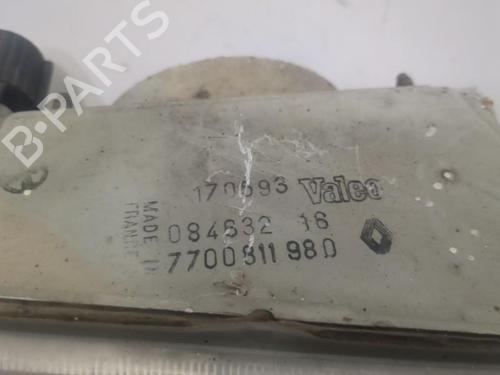 B-PARTS
170693 Valeo
MADE IN
FRANCE
084632 16
7700811980